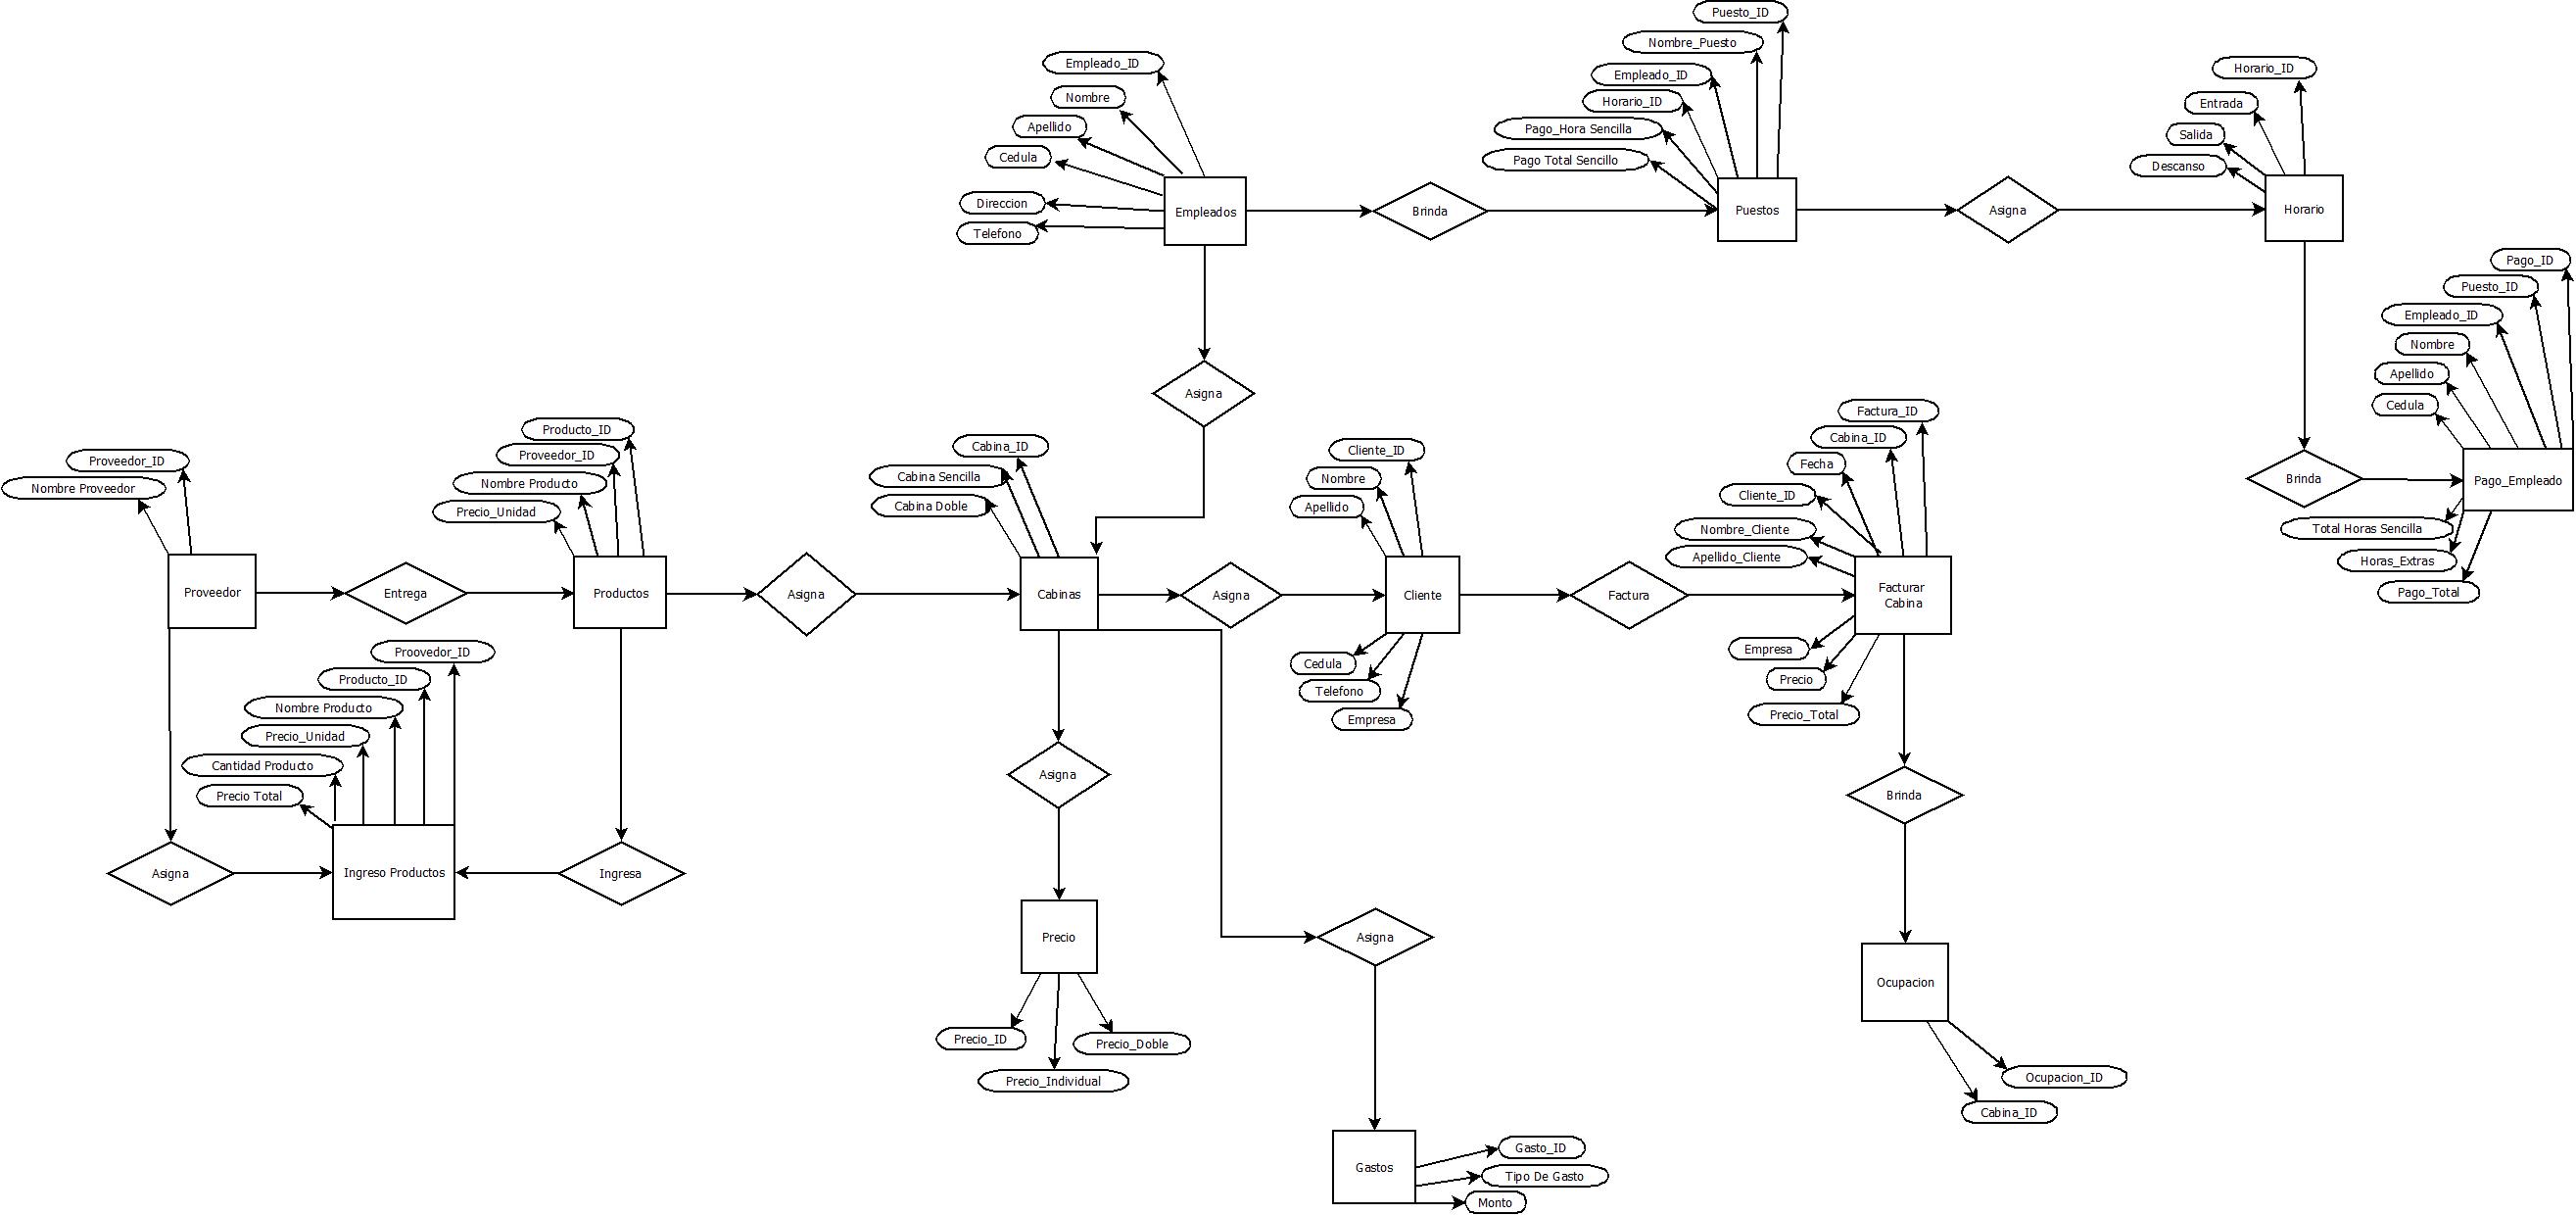 Puesto_ID
Nombre_Puesto
Empleado_ID
Horario_ID
Pago_Hora Sencilla
Pago Total Sencillo
Empleado_ID
Nombre
Apellido
Cedula
Direccion
Telefono
Horario_ID
Entrada
Salida
Descanso
Empleados
Brinda
Puestos
Asigna
Horario
Pago_ID
Puesto_ID
Empleado_ID
Nombre
Apellido
Cedula
Brinda
Pago_Empleado
Total Horas Sencilla
Horas_Extras
Pago_Total
Asigna
Proveedor_ID
Nombre Proveedor
Producto_ID
Proveedor_ID
Nombre Producto
Precio_Unidad
Cabina_ID
Cabina Sencilla
Cabina Doble
Cliente_ID
Nombre
Apellido
Factura_ID
Cabina_ID
Fecha
Cliente_ID
Nombre_Cliente
Apellido_Cliente
Proveedor
Entrega
Productos
Asigna
Cabinas
Asigna
Cliente
Factura
Facturar
Cabina
Cedula
Telefono
Empresa
Empresa
Precio
Precio_Total
Proovedor_ID
Producto_ID
Nombre Producto
Precio_Unidad
Cantidad Producto
Precio Total
Asigna
Ingreso Productos
Ingresa
Asigna
Brinda
Precio
Asigna
Precio_ID
Precio_Doble
Precio_Individual
Ocupacion
Ocupacion_ID
Cabina_ID
Gastos
Gasto_ID
Tipo De Gasto
Monto